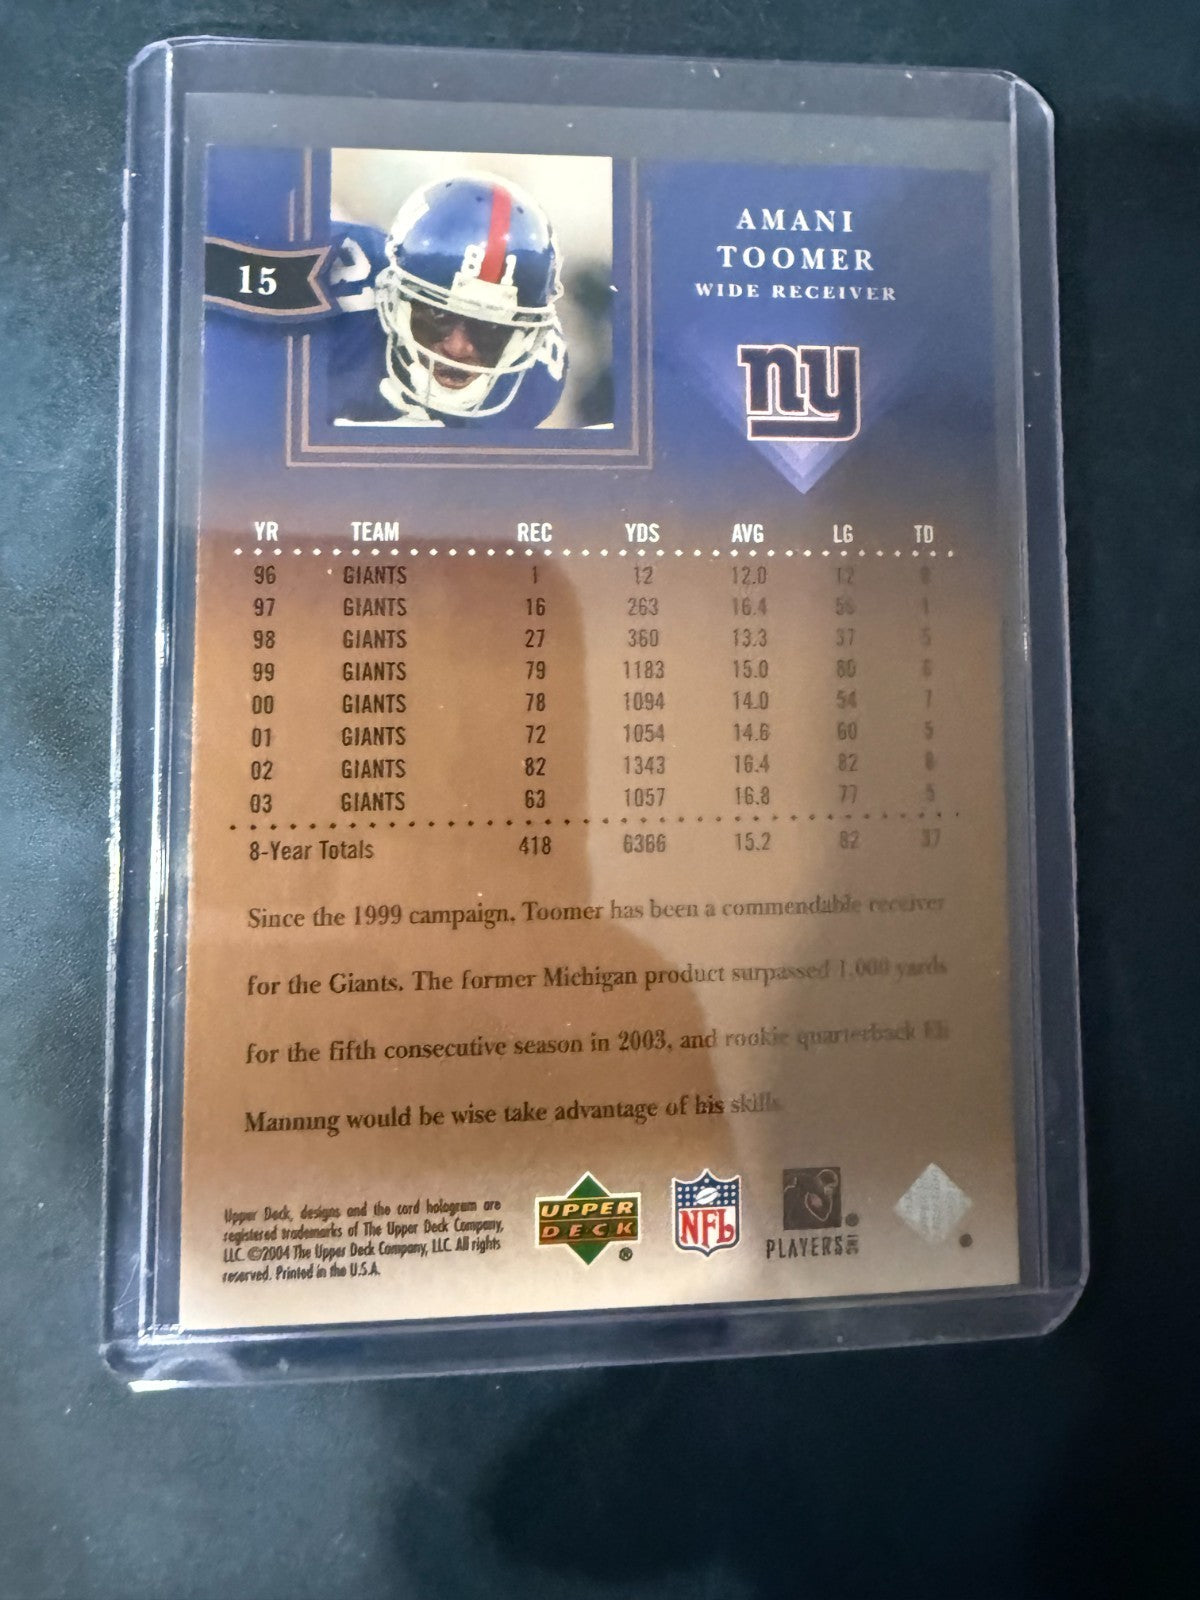 15
81
AMANI
TOOMER
WIDE RECEIVER
ny
YR TEAM REC YDS AVG LG TD
96 GIANTS 1 12 12.0 12
97 GIANTS 16 263 16.4 56 1
98 GIANTS 27 360 13.3 37 5
99 GIANTS 79 1183 15.0 80 6
00 GIANTS 78 1094 14.0 54 7
01 GIANTS 72 1054 14.6 60 5
02 GIANTS 82 1343 16.4 82 8
03 GIANTS 63 1057 16.8 77 5
8-Year Totals 418 6366 15.2 82 37
Since the 1999 campaign, Toomer has been a commendable receiver
for the Giants. The former Michigan product surpassed 1,000 yards
for the fifth consecutive season in 2003, and rookie quarterback Eli
Manning would be wise take advantage of his skills.
Upper Deck, designs and the card hologram are
registered trademarks of The Upper Deck Company,
LLC. ©2004 The Upper Deck Company, LLC. All rights
reserved. Printed in the U.S.A.
UPPER
DECK
®
NFL
PLAYERS INC